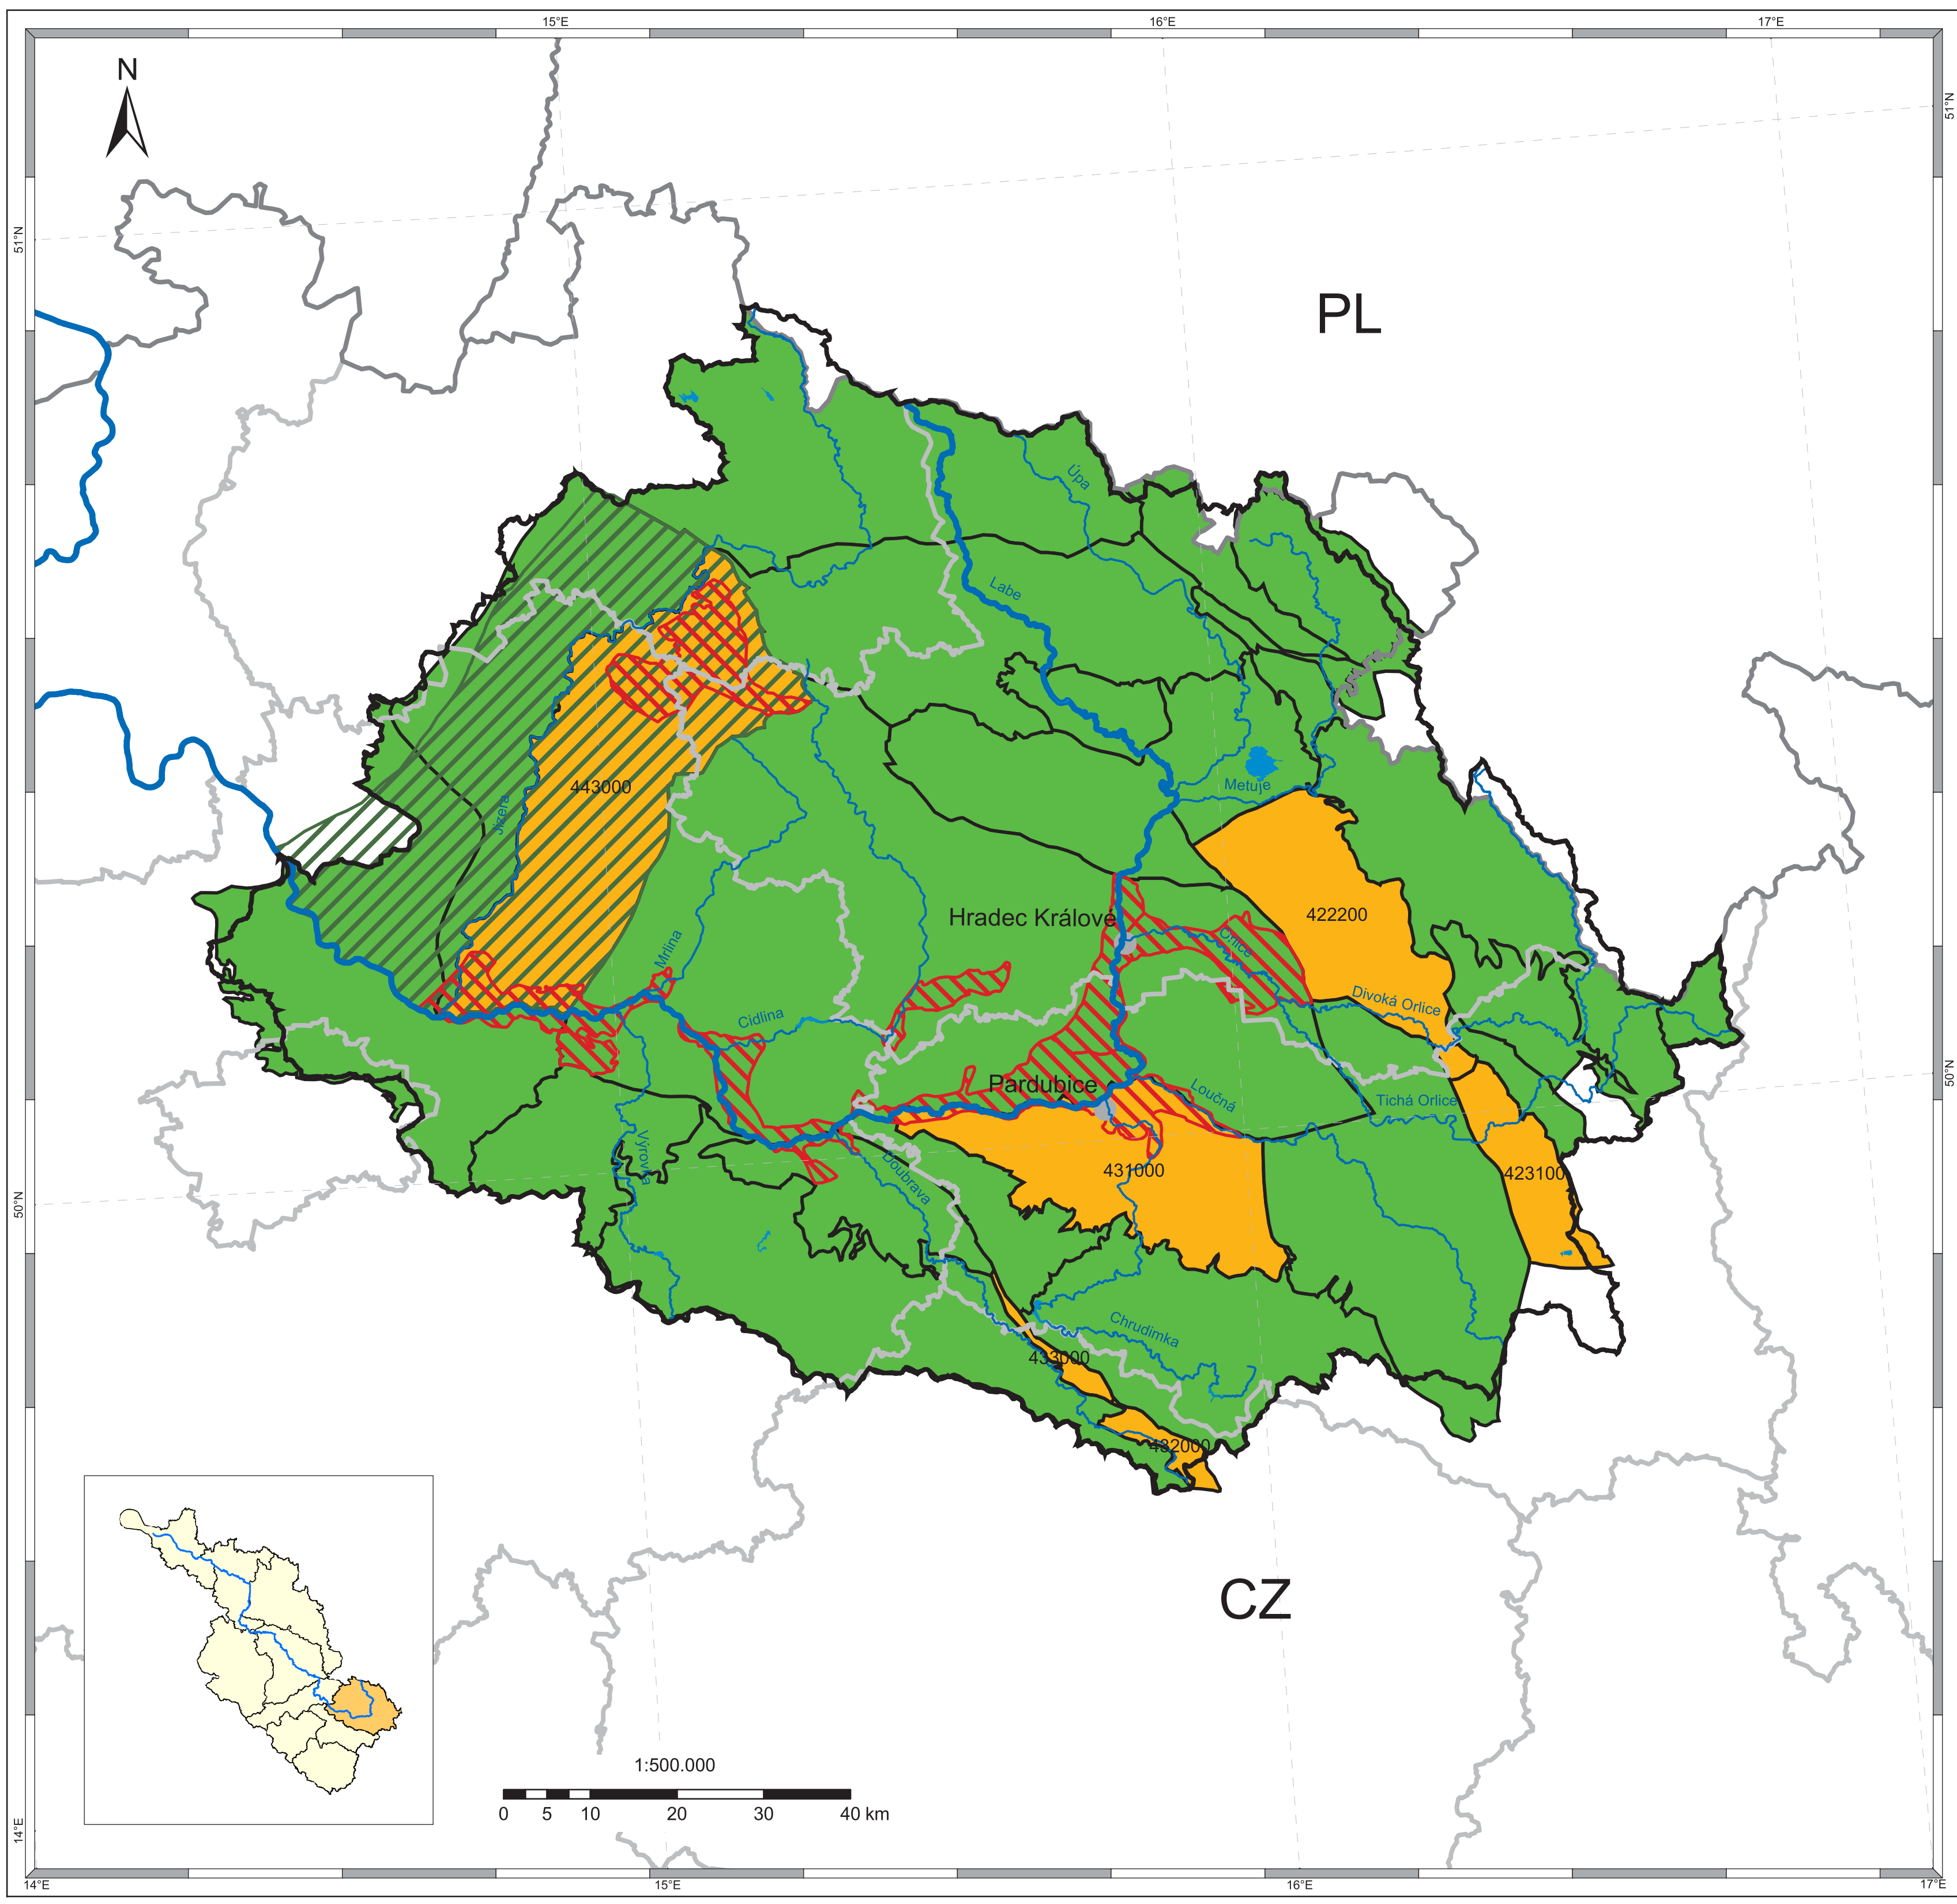 15°E
16°E
17°E
N
51°N
51°N
PL
Úpa
Labe
443000
Jizera
Metuje
Hradec Králové
422200
Orlice
Mrlina
Divoká Orlice
Cidlina
Pardubice
Loučná
Tichá Orlice
50°N
Výrovka
Doubrava
431000
423100
50°N
Chrudimka
433000
432000
CZ
1:500.000
0 5 10 20 30 40 km
14°E
14°E
15°E
16°E
17°E